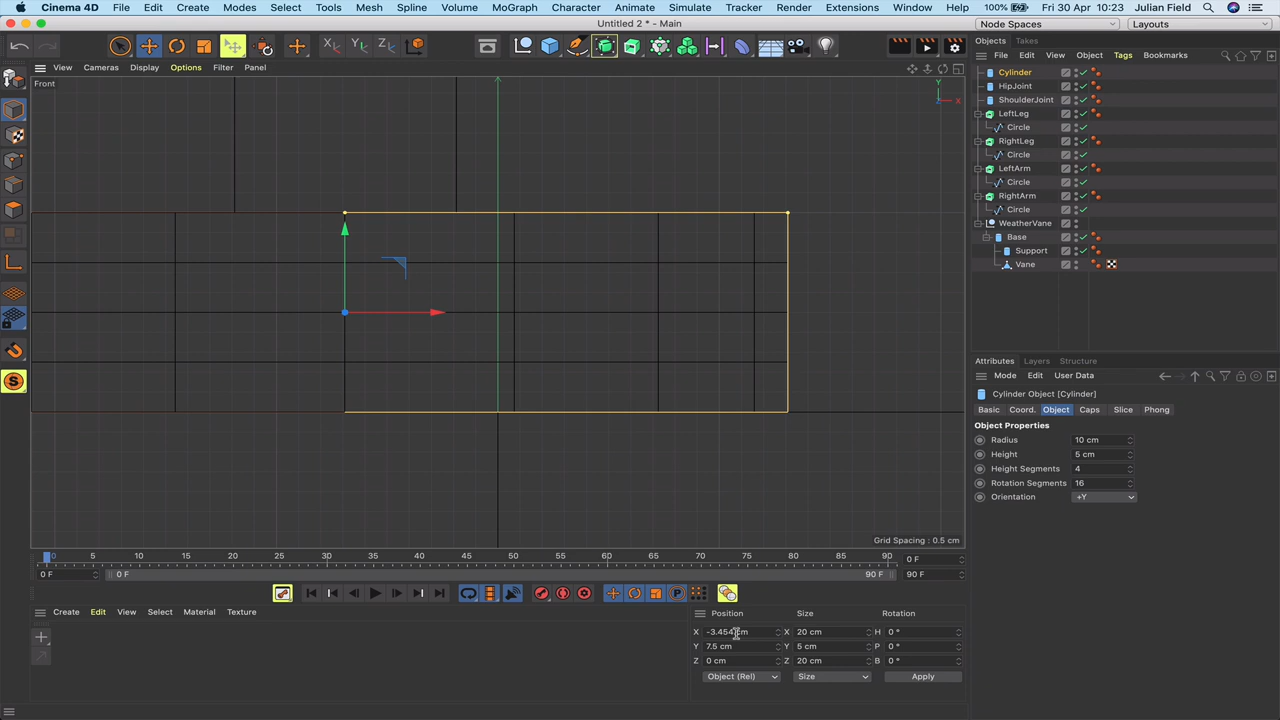 Cinema 4D File Edit Create Modes Select Tools Mesh Spline Volume MoGraph Character Animate Simulate Tracker Render Extensions Window Help 100% Fri 30 Apr 10:23 Julian Field
Untitled 2 * - Main
Node Spaces Layouts
X Y Z
Objects Takes
View Cameras Display Options Filter Panel
File Edit View Object Tags Bookmarks
Front
Y
X
Cylinder
HipJoint
ShoulderJoint
LeftLeg
Circle
RightLeg
Circle
LeftArm
Circle
RightArm
Circle
WeatherVane
Base
Support
Vane
Attributes Layers Structure
Mode Edit User Data
Cylinder Object [Cylinder]
Basic Coord. Object Caps Slice Phong
Object Properties
Radius 10 cm
Height 5 cm
Height Segments 4
Rotation Segments 16
Orientation +Y
Grid Spacing : 0.5 cm
0 5 10 15 20 25 30 35 40 45 50 55 60 65 70 75 80 85 90 0 F
0 F 0 F 90 F 90 F
Create Edit View Select Material Texture
Position Size Rotation
X -3.454 cm X 20 cm H 0 °
Y 7.5 cm Y 5 cm P 0 °
Z 0 cm Z 20 cm B 0 °
Object (Rel) Size Apply